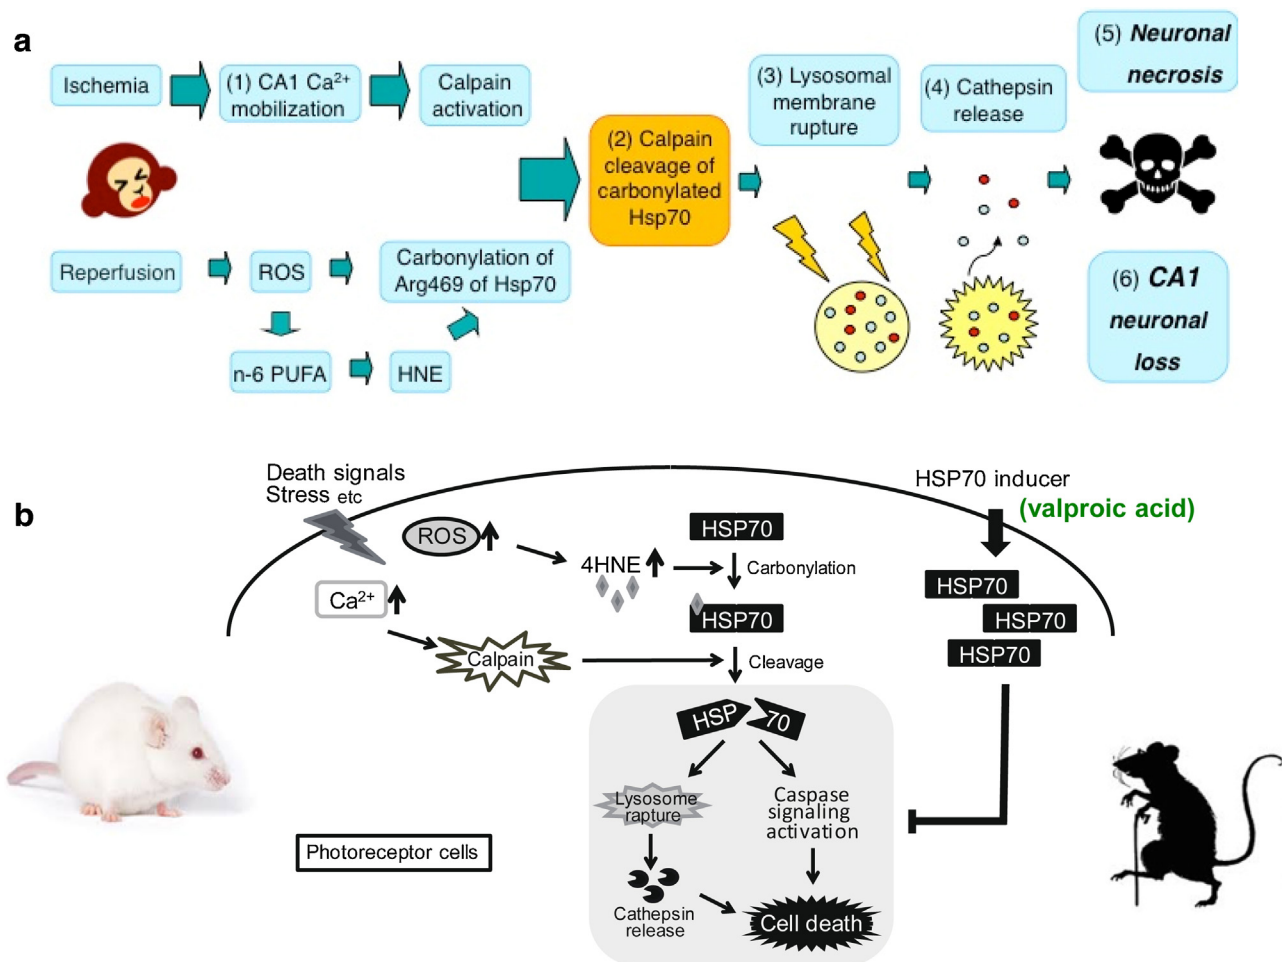 a
Ischemia
(1) CA1 Ca²⁺
mobilization
Calpain
activation
(2) Calpain
cleavage of
carbonylated
Hsp70
(3) Lysosomal
membrane
rupture
(4) Cathepsin
release
(5) Neuronal
necrosis
Reperfusion
ROS
Carbonylation of
Arg469 of Hsp70
n-6 PUFA
HNE
(6) CA1
neuronal
loss
b
Death signals
Stress etc
ROS
Ca²⁺
4HNE
HSP70
Carbonylation
HSP70
Calpain
Cleavage
HSP
70
Lysosome
rapture
Caspase
signaling
activation
Cathepsin
release
Cell death
HSP70 inducer
(valproic acid)
HSP70
HSP70
HSP70
Photoreceptor cells